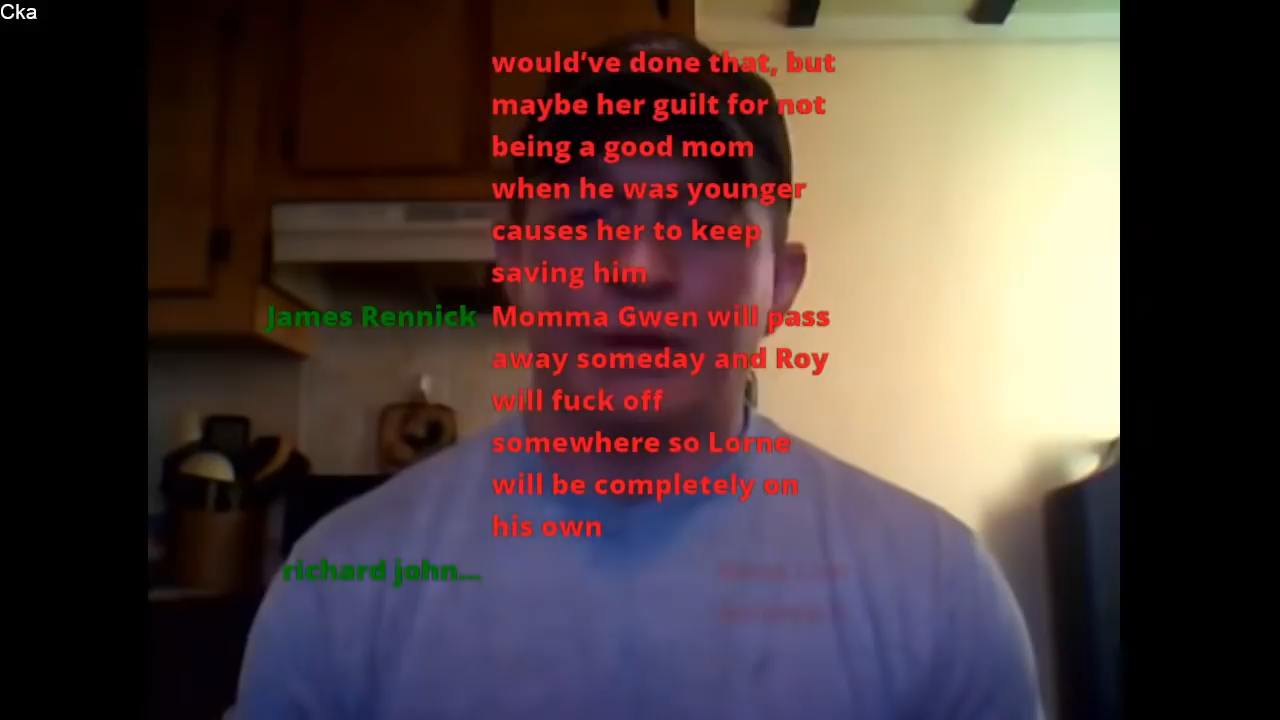 Cka
would’ve done that, but
maybe her guilt for not
being a good mom
when he was younger
causes her to keep
saving him
James Rennick Momma Gwen will pass
away someday and Roy
will fuck off
somewhere so Lorne
will be completely on
his own
richard john...